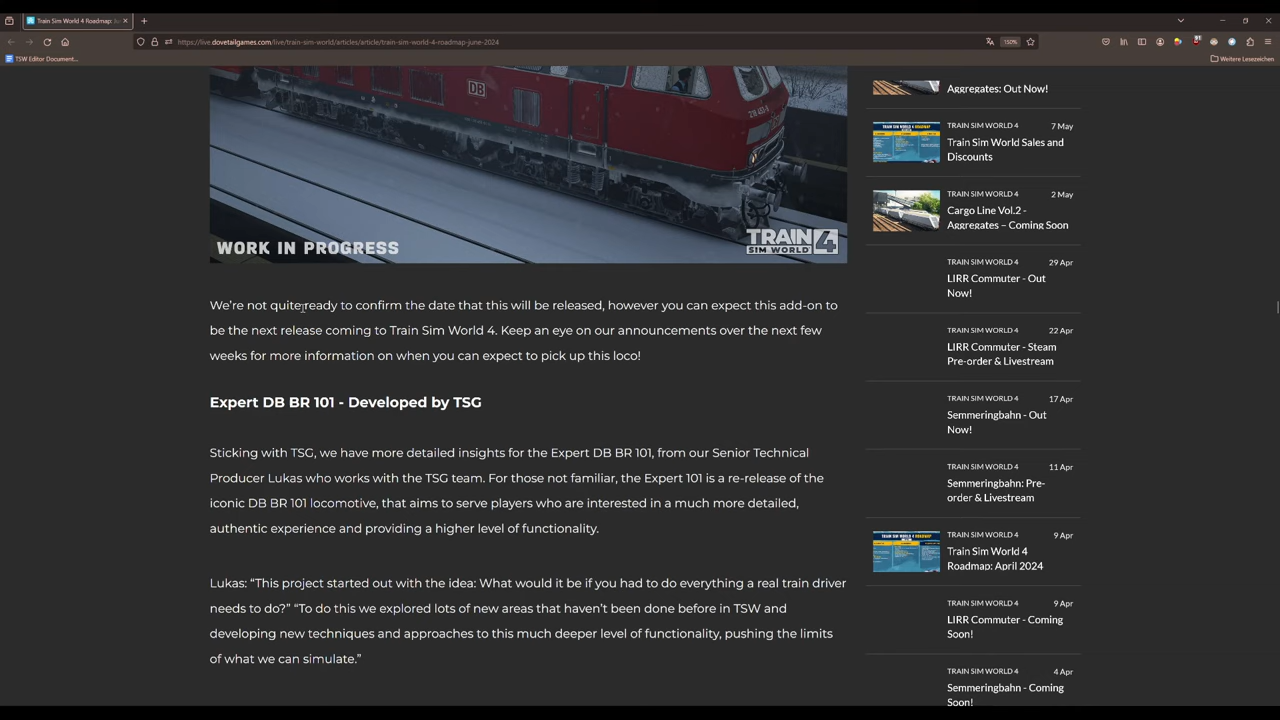 Train Sim World 4 Roadmap: Ju
live.dovetailgames.com/live/train-sim-world/articles/article/train-sim-world-4-roadmap-june-2024
150%
TSW Editor Document...
Weitere Lesezeichen
DB
WORK IN PROGRESS
TRAIN SIM WORLD 4
We're not quite ready to confirm the date that this will be released, however you can expect this add-on to
be the next release coming to Train Sim World 4. Keep an eye on our announcements over the next few
weeks for more information on when you can expect to pick up this loco!
Expert DB BR 101 - Developed by TSG
Sticking with TSG, we have more detailed insights for the Expert DB BR 101, from our Senior Technical
Producer Lukas who works with the TSG team. For those not familiar, the Expert 101 is a re-release of the
iconic DB BR 101 locomotive, that aims to serve players who are interested in a much more detailed,
authentic experience and providing a higher level of functionality.
Lukas: “This project started out with the idea: What would it be if you had to do everything a real train driver
needs to do?” “To do this we explored lots of new areas that haven’t been done before in TSW and
developing new techniques and approaches to this much deeper level of functionality, pushing the limits
of what we can simulate.”
Aggregates: Out Now!
TRAIN SIM WORLD 4 7 May
Train Sim World Sales and
Discounts
TRAIN SIM WORLD 4 2 May
Cargo Line Vol.2 -
Aggregates – Coming Soon
TRAIN SIM WORLD 4 29 Apr
LIRR Commuter - Out
Now!
TRAIN SIM WORLD 4 22 Apr
LIRR Commuter - Steam
Pre-order & Livestream
TRAIN SIM WORLD 4 17 Apr
Semmeringbahn - Out
Now!
TRAIN SIM WORLD 4 11 Apr
Semmeringbahn: Pre-
order & Livestream
TRAIN SIM WORLD 4 9 Apr
Train Sim World 4
Roadmap: April 2024
TRAIN SIM WORLD 4 9 Apr
LIRR Commuter - Coming
Soon!
TRAIN SIM WORLD 4 4 Apr
Semmeringbahn - Coming
Soon!